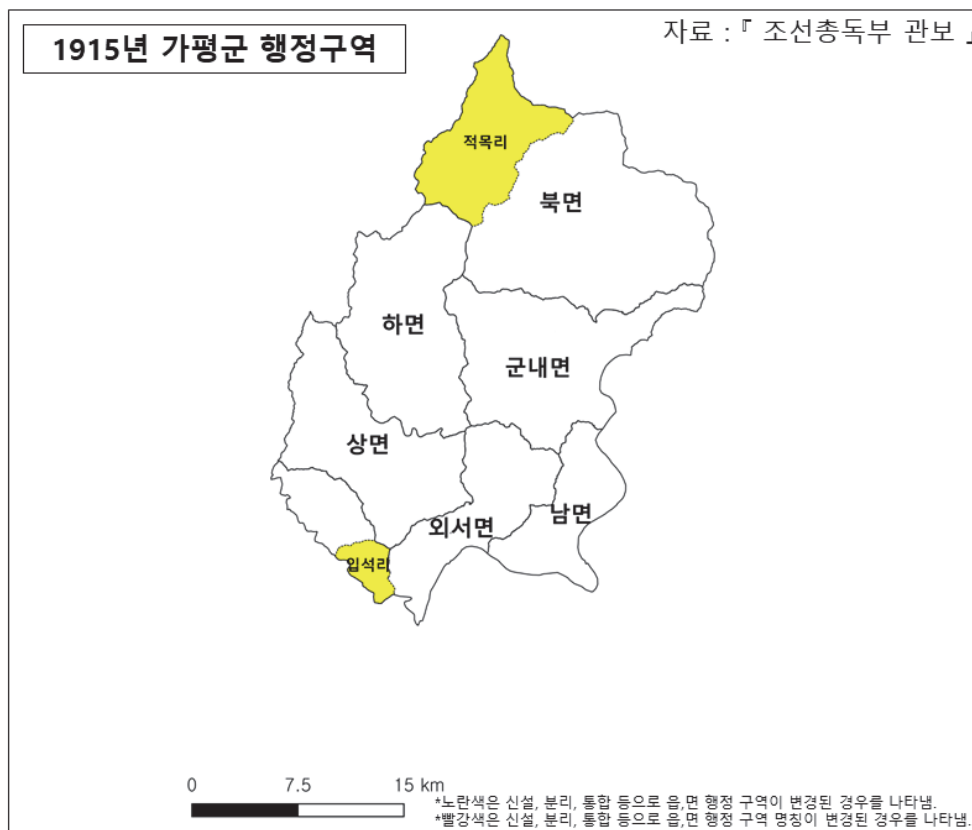 1915년 가평군 행정구역
자료 : 『 조선총독부 관보 』
적목리
북면
하면
군내면
상면
남면
외서면
입석리
0 7.5 15 km
*노란색은 신설, 분리, 통합 등으로 읍,면 행정 구역이 변경된 경우를 나타냄.
*빨강색은 신설, 분리, 통합 등으로 읍,면 행정 구역 명칭이 변경된 경우를 나타냄.